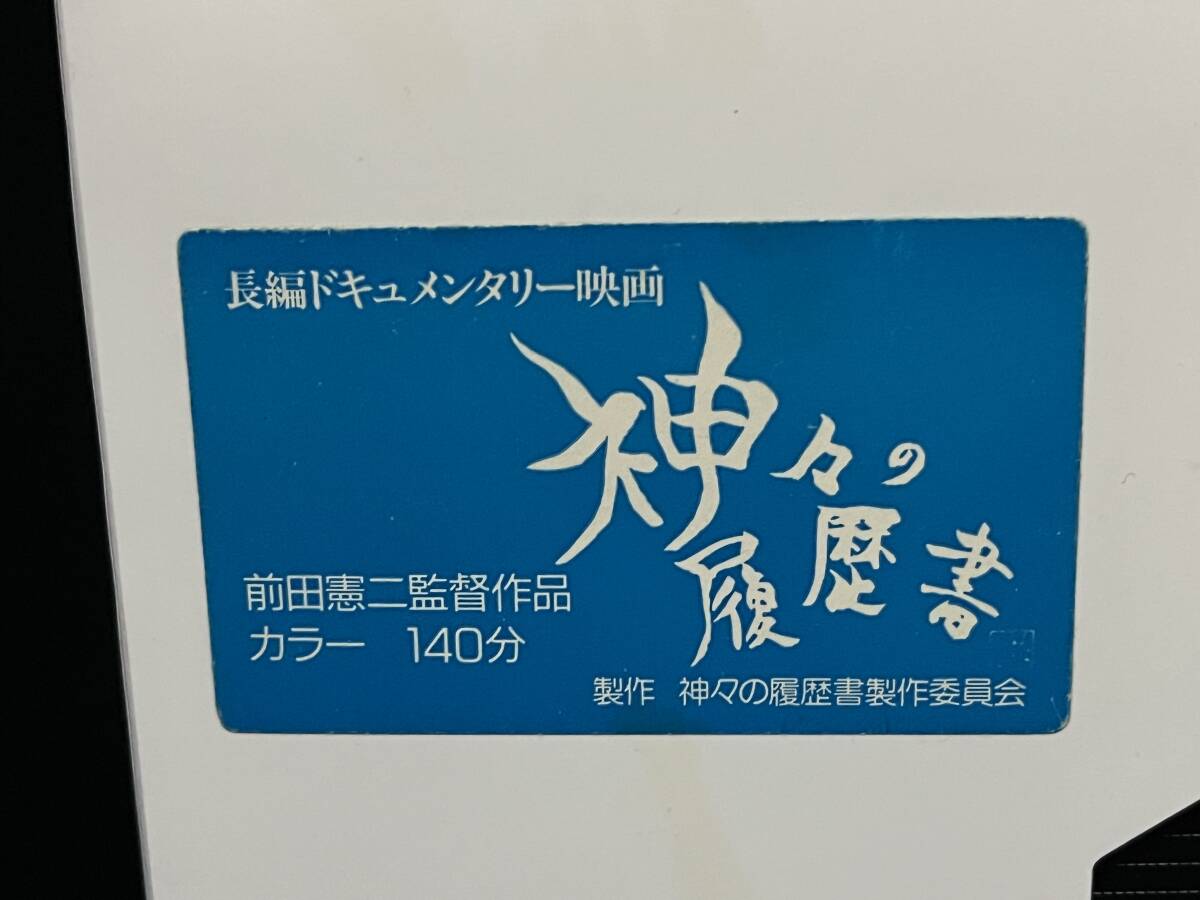 長編ドキュメンタリー映画
神々の
履歴書
前田憲二監督作品
カラー 140分
製作 神々の履歴書製作委員会